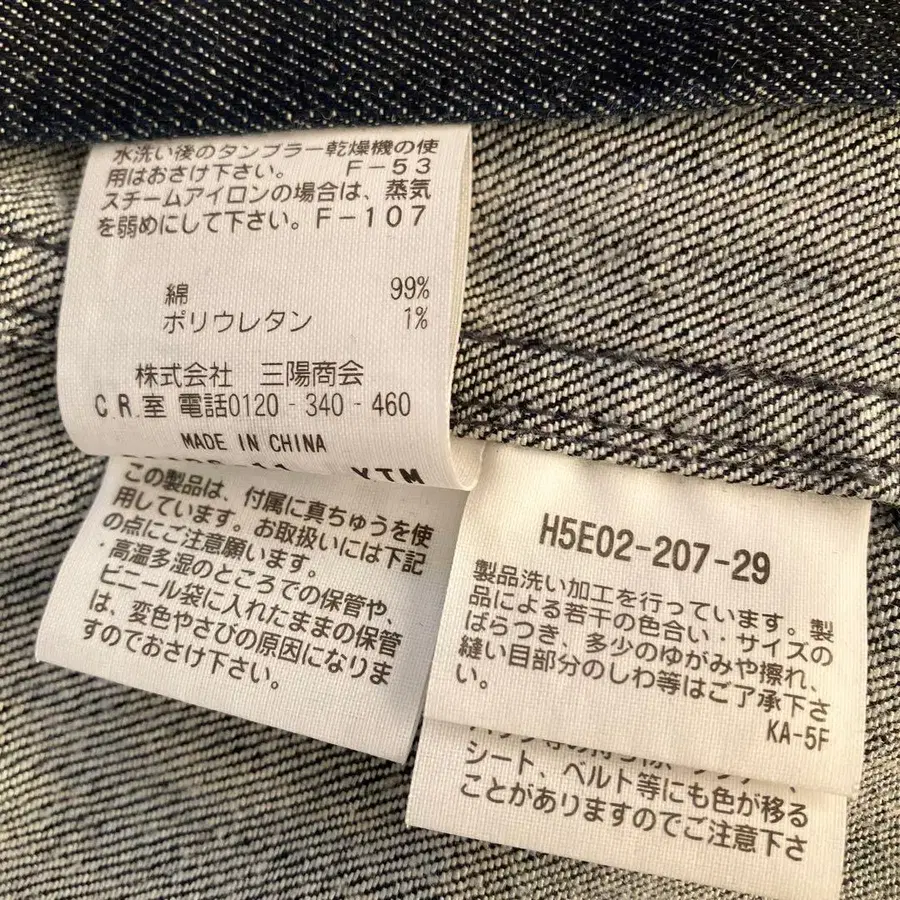 水洗い後のタンブラー乾燥機の使
用はおさけ下さい。 F-53
スチームアイロンの場合は、蒸気
を弱めにして下さい。F-107
綿 99%
ポリウレタン 1%
株式会社 三陽商会
C.R.室 電話0120-340-460
MADE IN CHINA
YTM
この製品は、付属に真ちゅうを使
用しています。お取扱いには下記
の点にご注意願います。
・高温多湿のところでの保管や、
ビニール袋に入れたままの保管
は、変色やさびの原因になりま
すのでおさけ下さい。
H5E02-207-29
製品洗い加工を行っています。製
品による若干の色合い・サイズの
ばらつき、多少のゆがみや擦れ、
縫い目部分のしわ等はご了承下さ
い。
KA-5F
シート、ベルト等にも色が移る
ことがありますのでご注意下さ